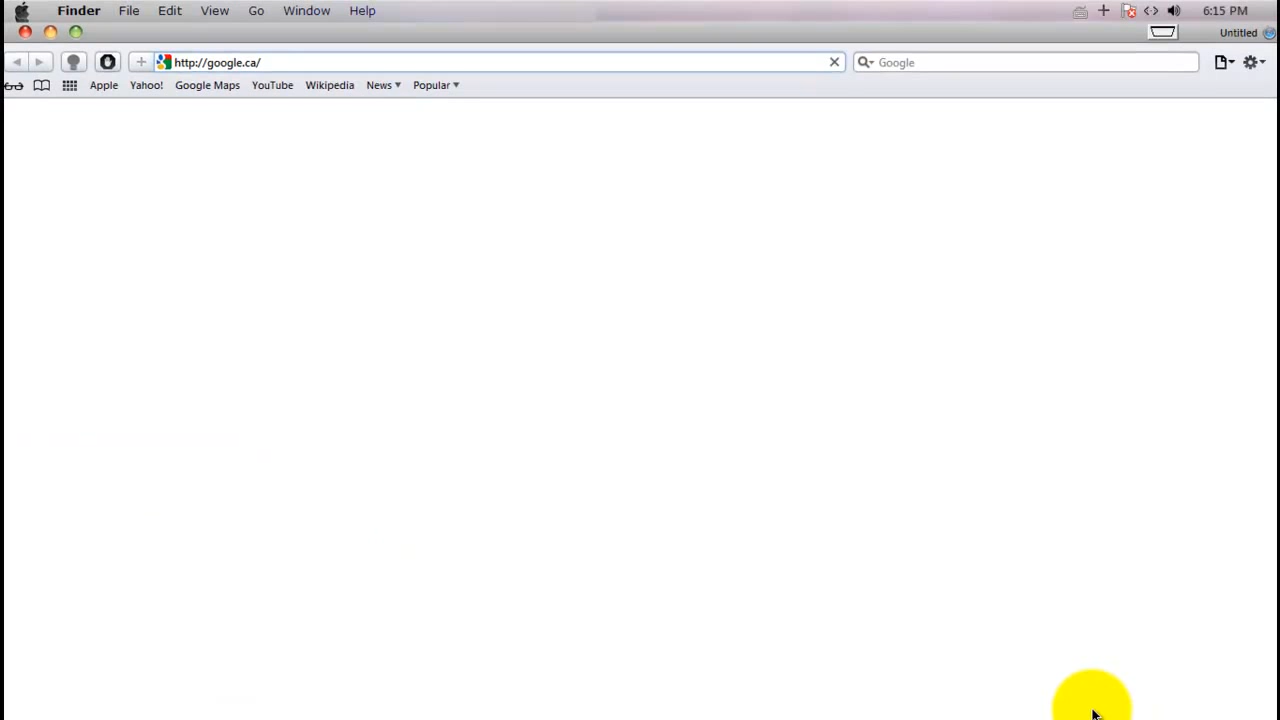 Finder File Edit View Go Window Help 6:15 PM
Untitled
http://google.ca/ Google
Apple Yahoo! Google Maps YouTube Wikipedia News Popular